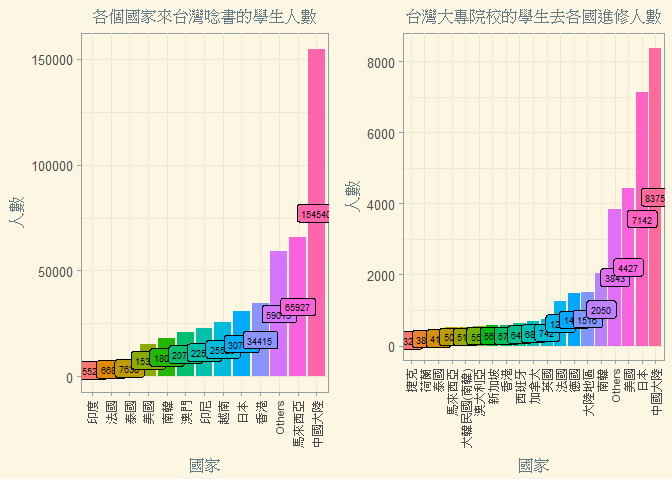 各個國家來台灣唸書的學生人數
人數
150000
100000
50000
0
154540
65927
59015
34415
印度
法國
泰國
美國
南韓
澳門
印尼
越南
日本
香港
Others
馬來西亞
中國大陸
國家
台灣大專院校的學生去各國進修人數
人數
8000
6000
4000
2000
0
8375
7142
4427
3843
2050
1516
742
捷克
荷蘭
泰國
馬來西亞
大韓民國(南韓)
澳大利亞
新加坡
香港
西班牙
加拿大
英國
法國
德國
大陸地區
南韓
Others
美國
日本
中國大陸
國家